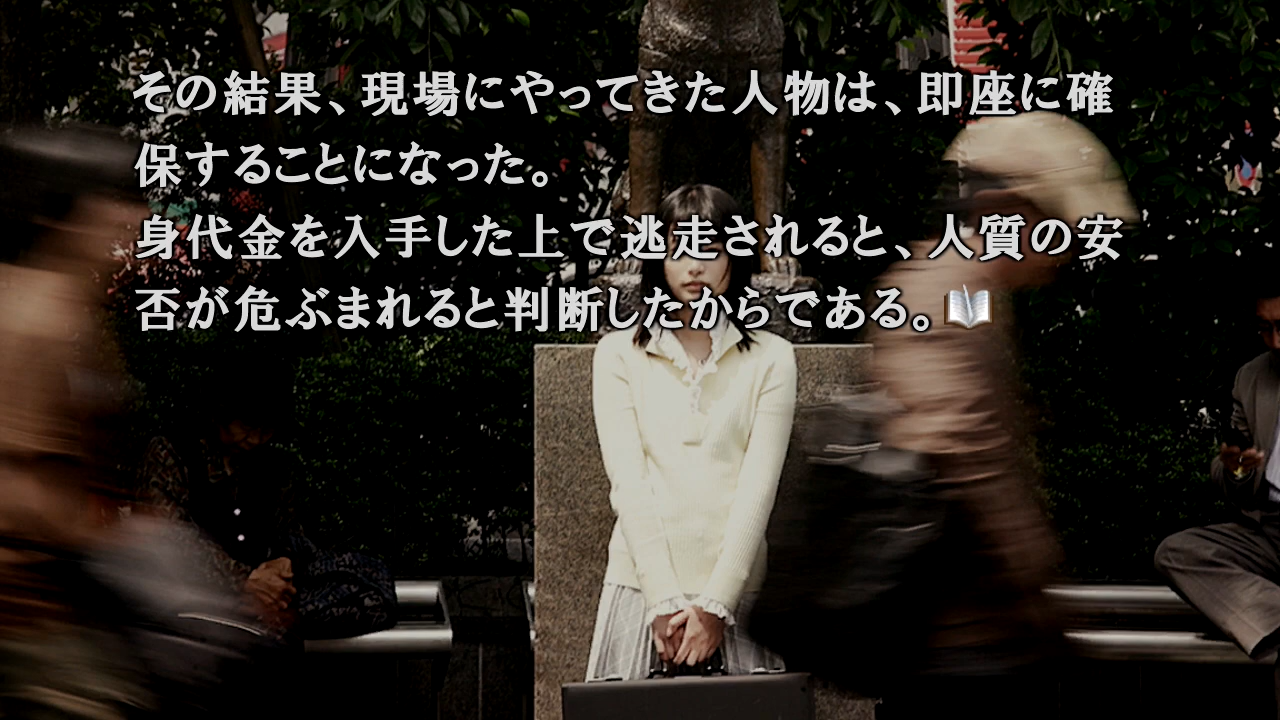 その結果、現場にやってきた人物は、即座に確
保することになった。
身代金を入手した上で逃走されると、人質の安
否が危ぶまれると判断したからである。